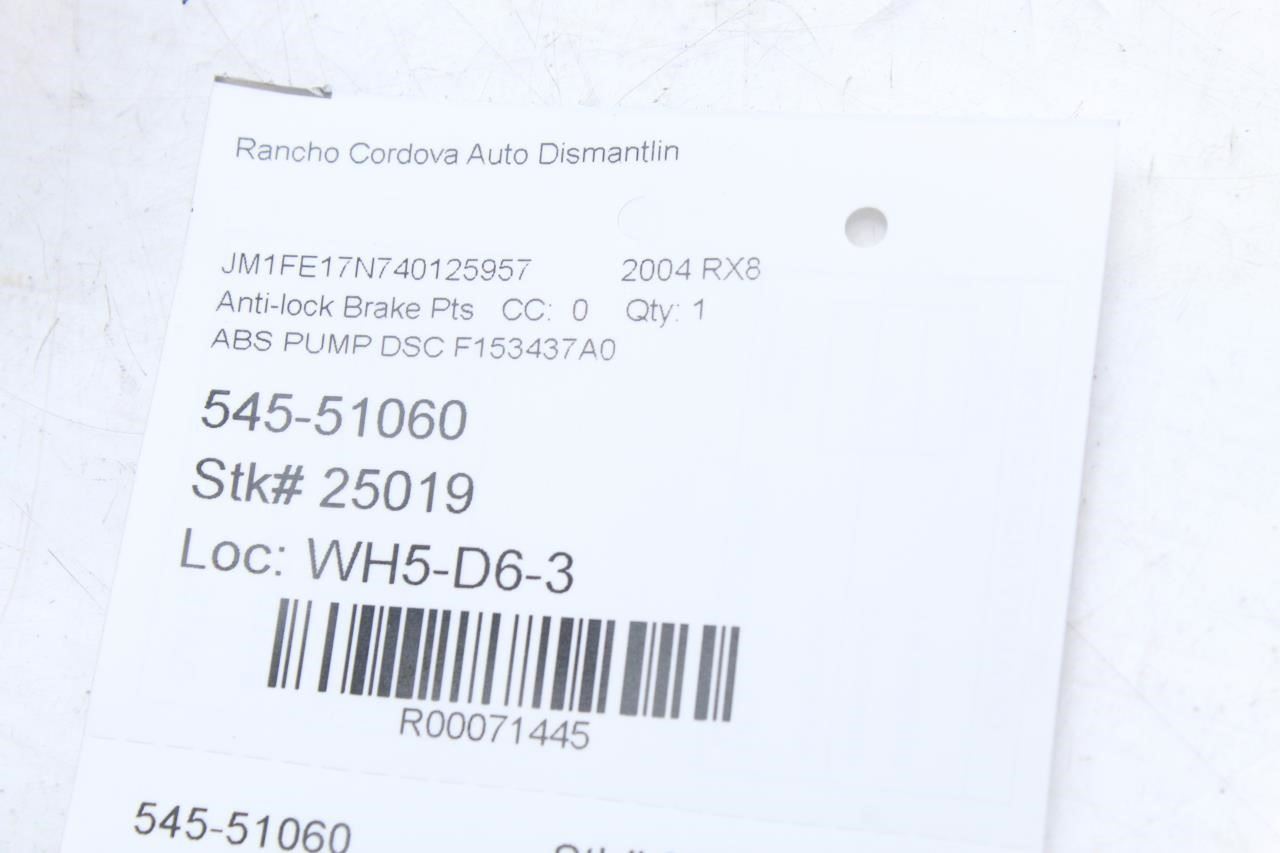 Rancho Cordova Auto Dismantlin
JM1FE17N740125957 2004 RX8
Anti-lock Brake Pts CC: 0 Qty: 1
ABS PUMP DSC F153437A0
545-51060
Stk# 25019
Loc: WH5-D6-3
R00071445
545-51060